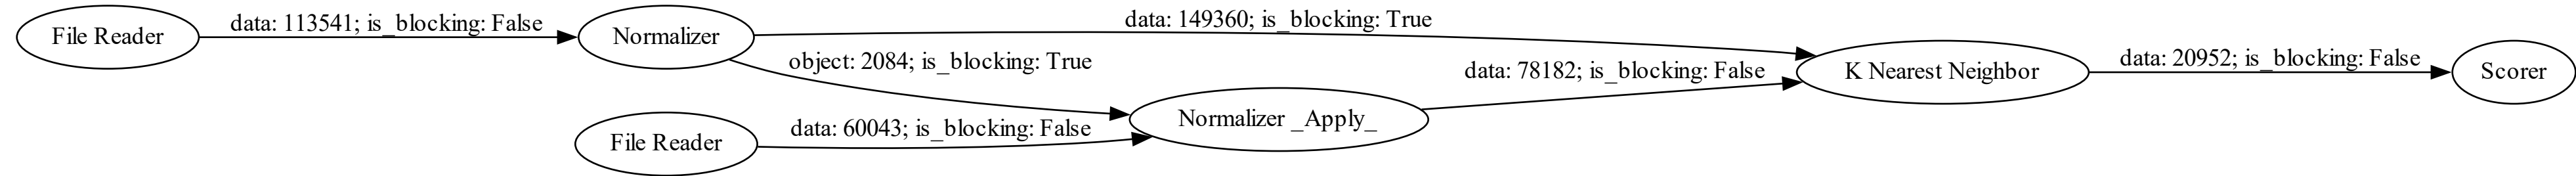 File Reader
data: 113541; is_blocking: False
Normalizer
data: 149360; is_blocking: True
object: 2084; is_blocking: True
File Reader
data: 60043; is_blocking: False
Normalizer _Apply_
data: 78182; is_blocking: False
K Nearest Neighbor
data: 20952; is_blocking: False
Scorer